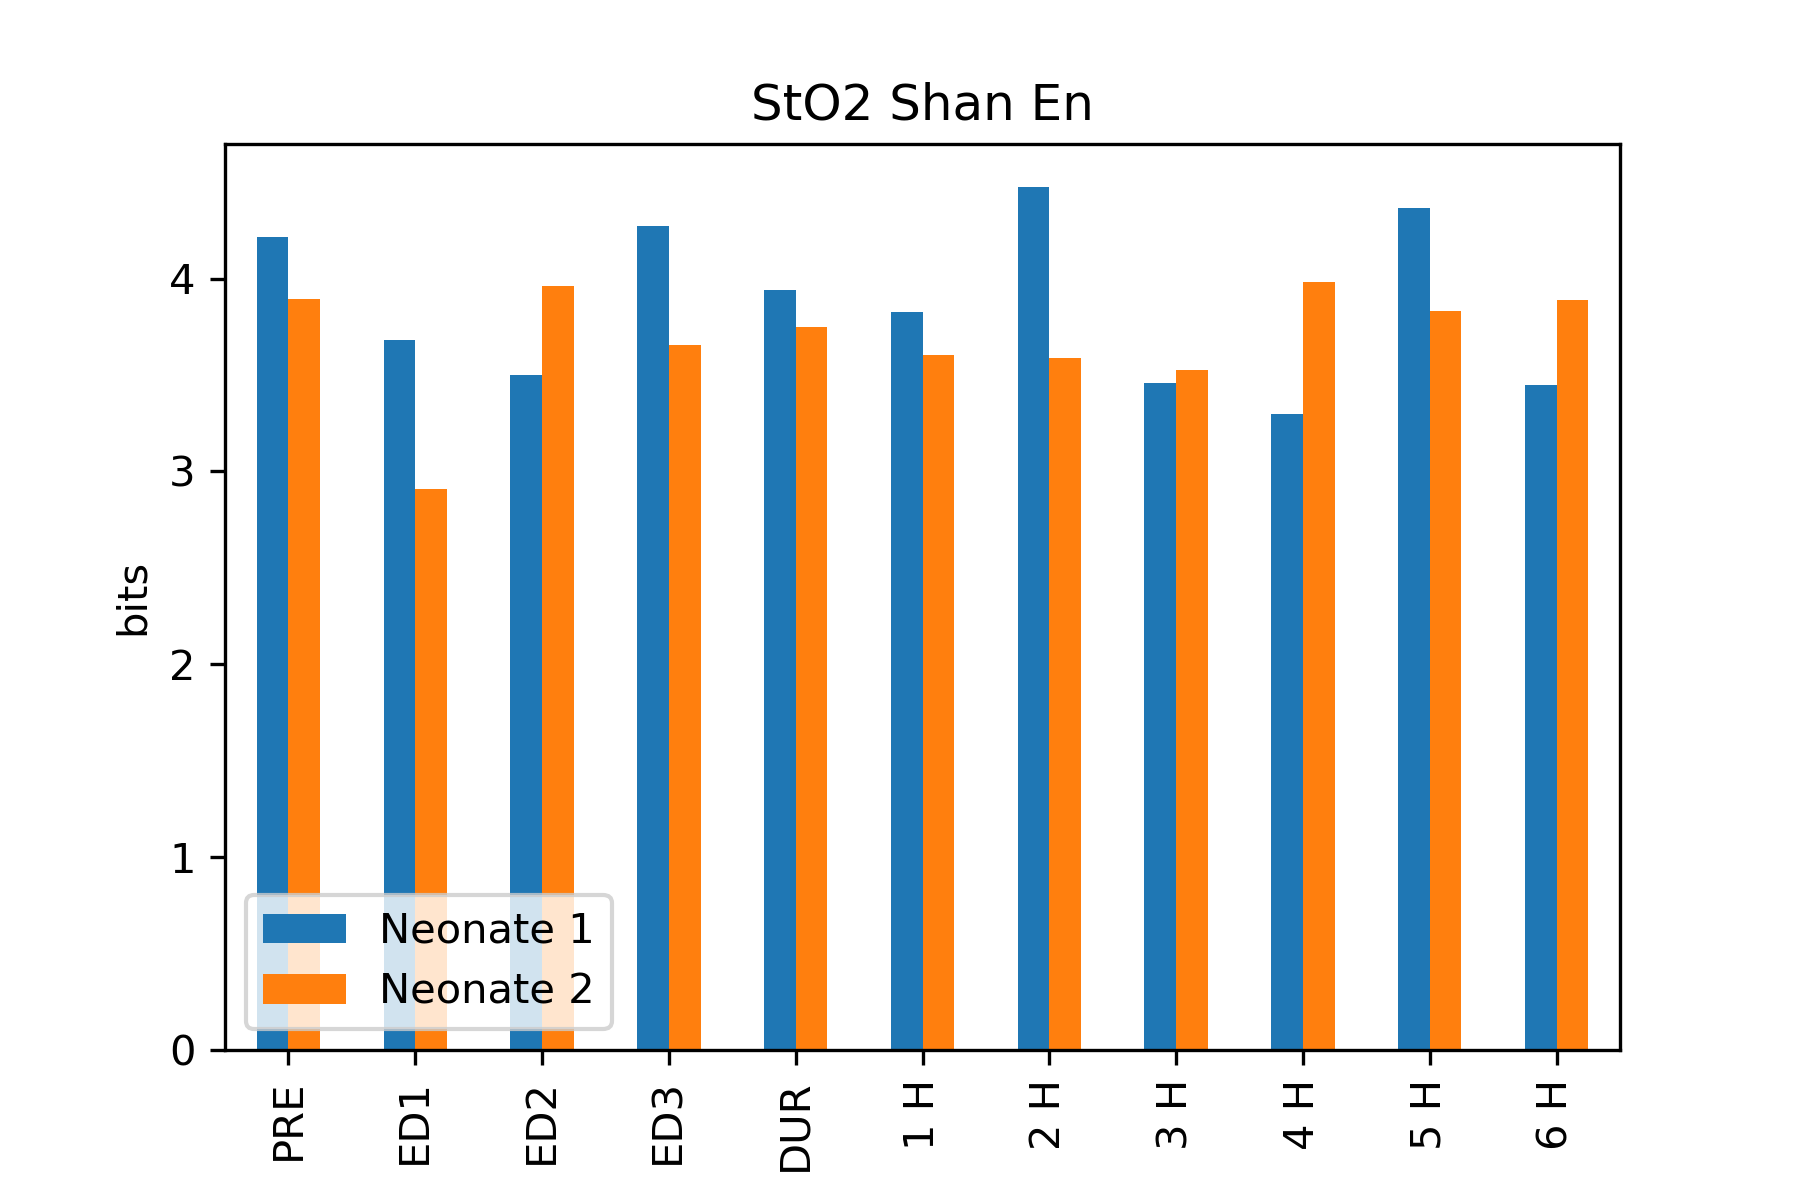 StO2 Shan En
bits
4
3
2
1
0
Neonate 1
Neonate 2
PRE
ED1
ED2
ED3
DUR
1 H
2 H
3 H
4 H
5 H
6 H